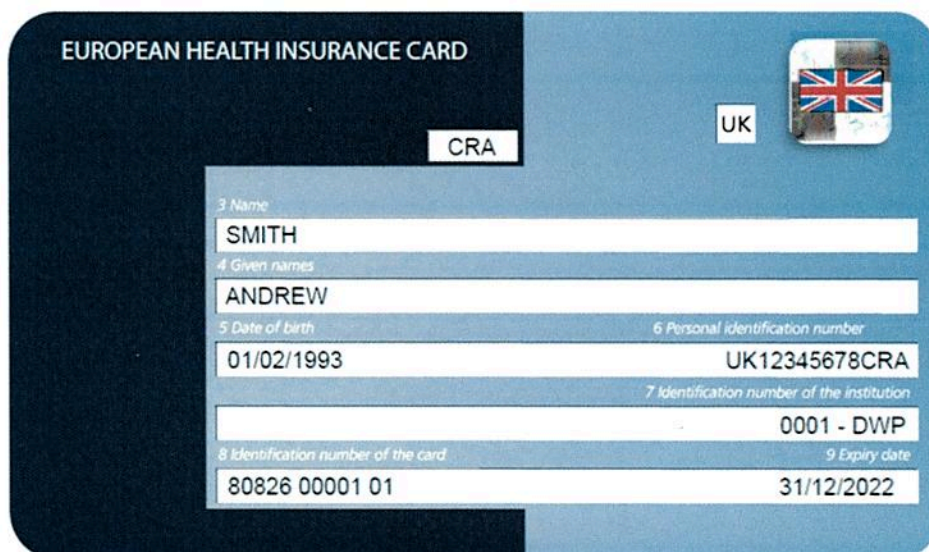 EUROPEAN HEALTH INSURANCE CARD
UK
CRA
3 Name
SMITH
4 Given names
ANDREW
5 Date of birth 6 Personal identification number
01/02/1993 UK12345678CRA
7 Identification number of the institution
0001 - DWP
8 Identification number of the card 9 Expiry date
80826 00001 01 31/12/2022